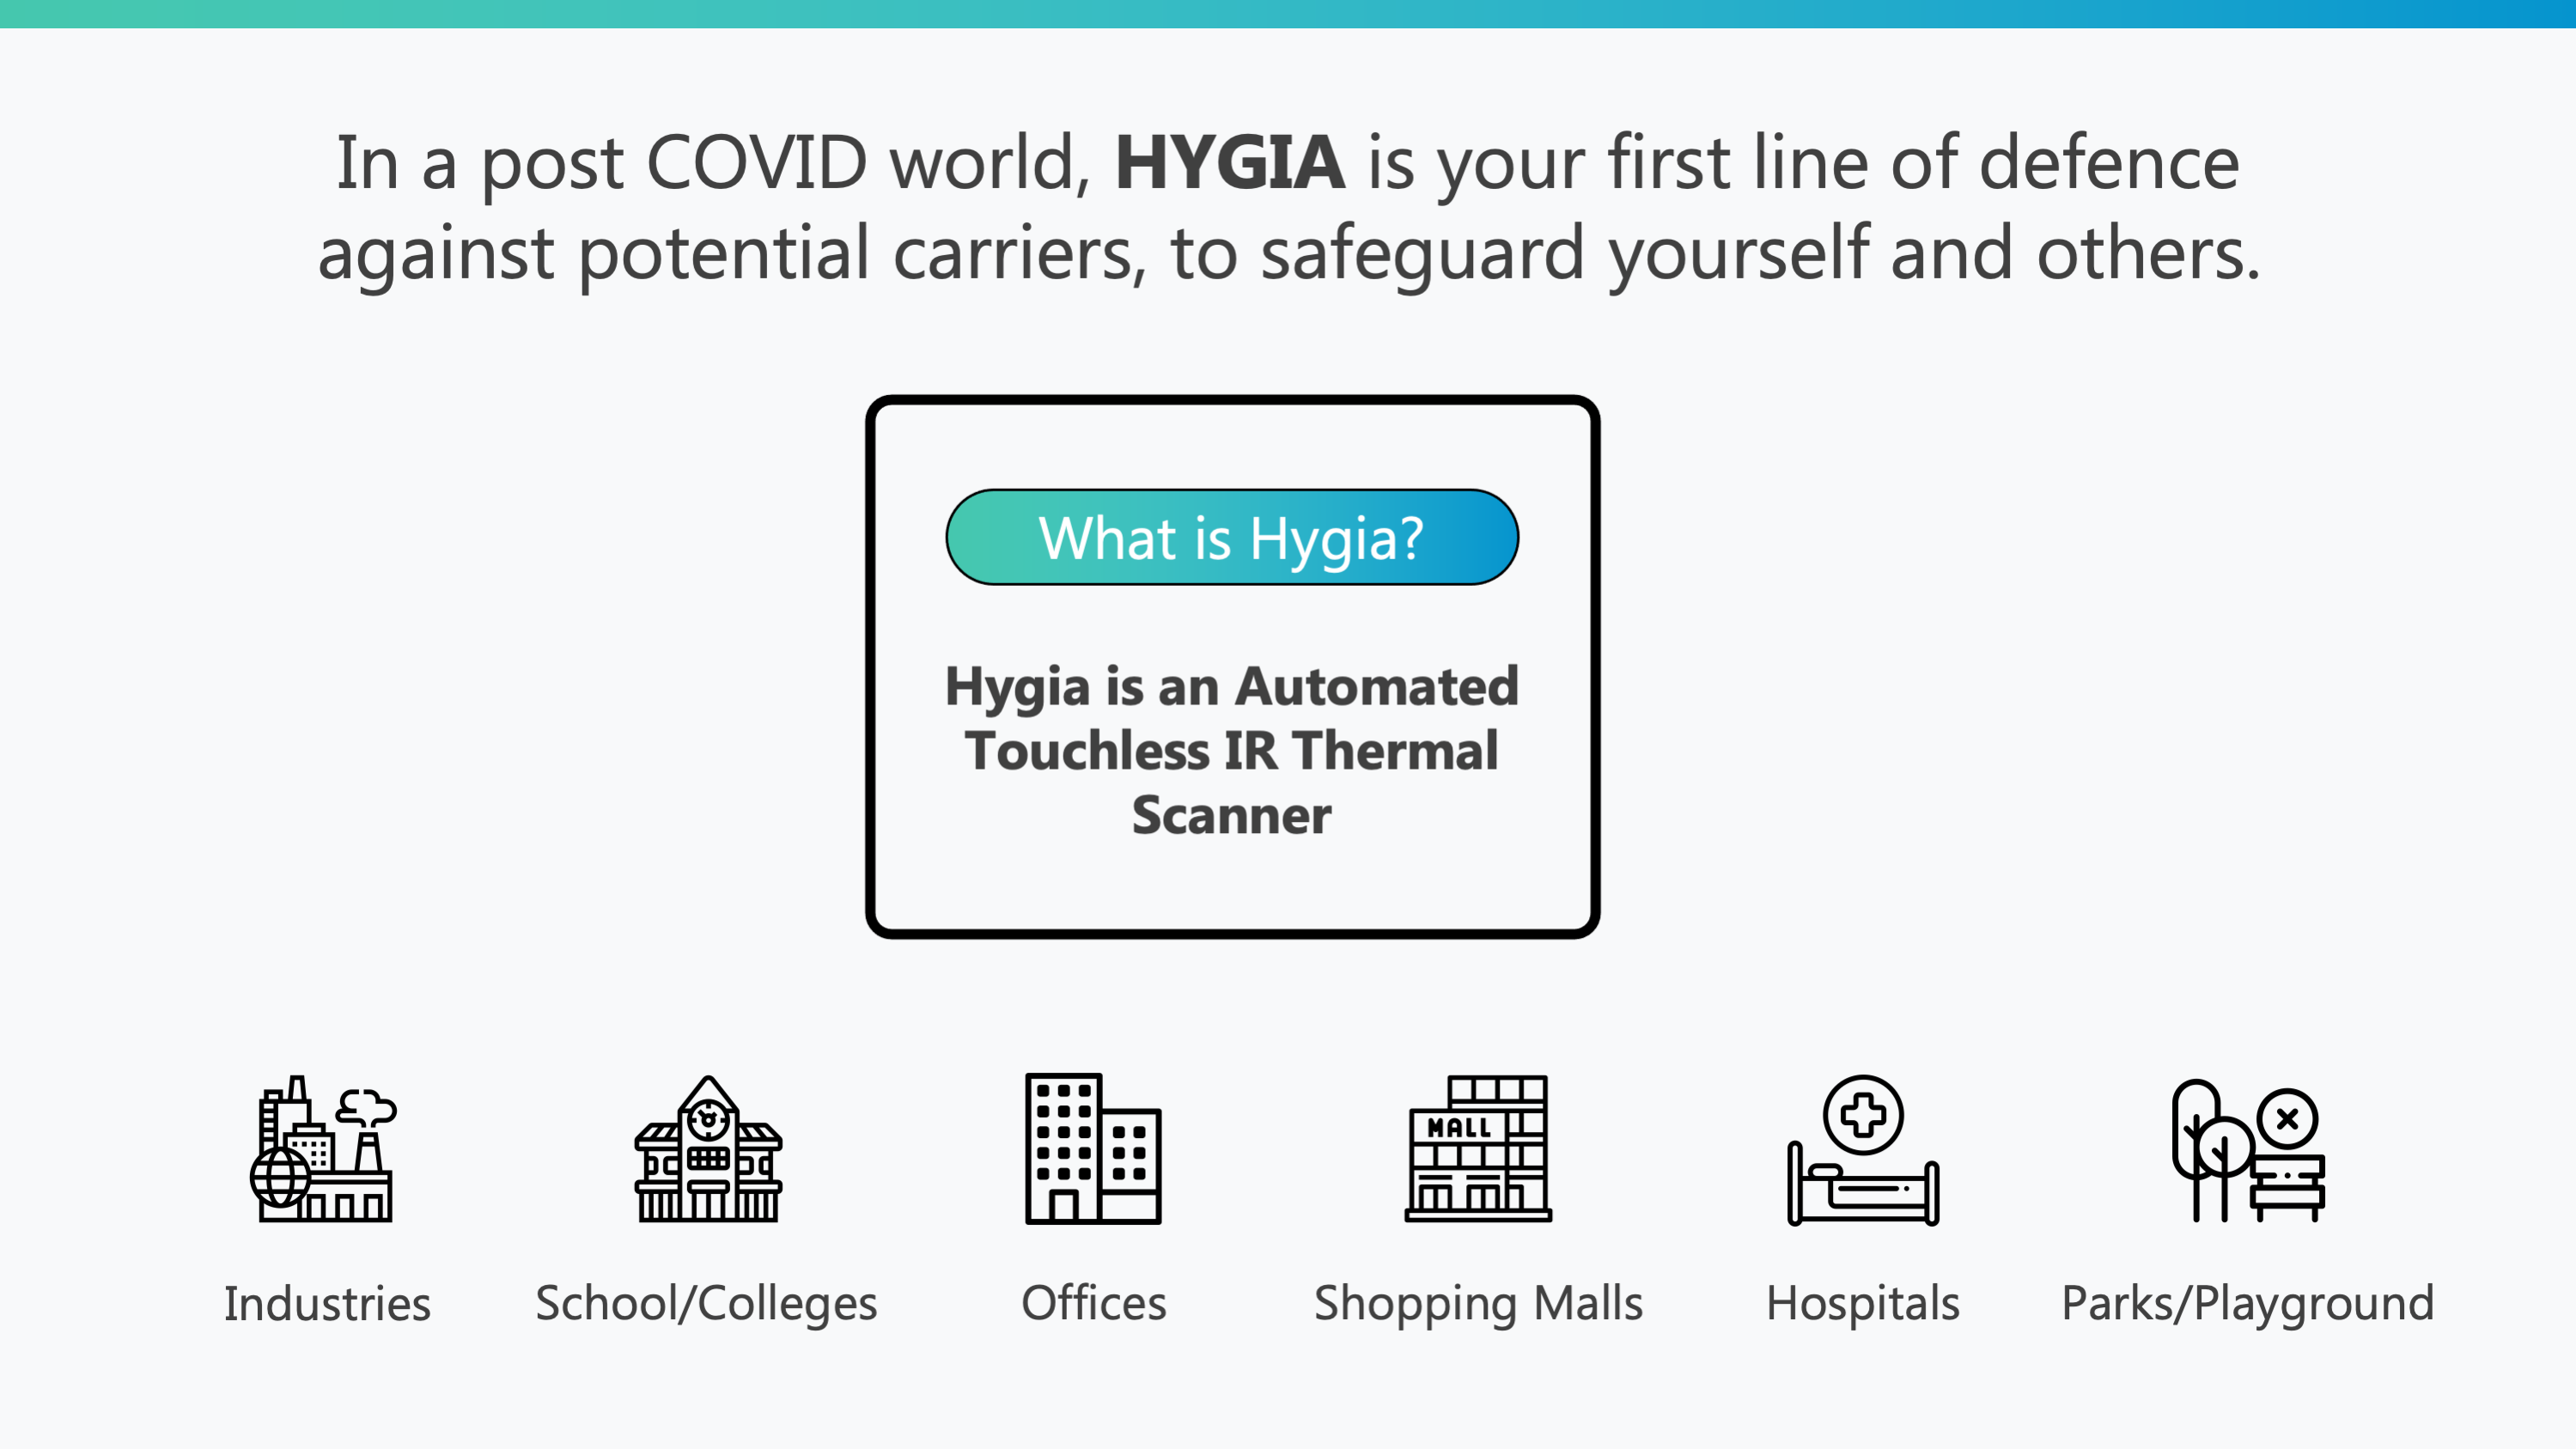 In a post COVID world, HYGIA is your first line of defence
against potential carriers, to safeguard yourself and others.
What is Hygia?
Hygia is an Automated
Touchless IR Thermal
Scanner
MALL
Industries
School/Colleges
Offices
Shopping Malls
Hospitals
Parks/Playground